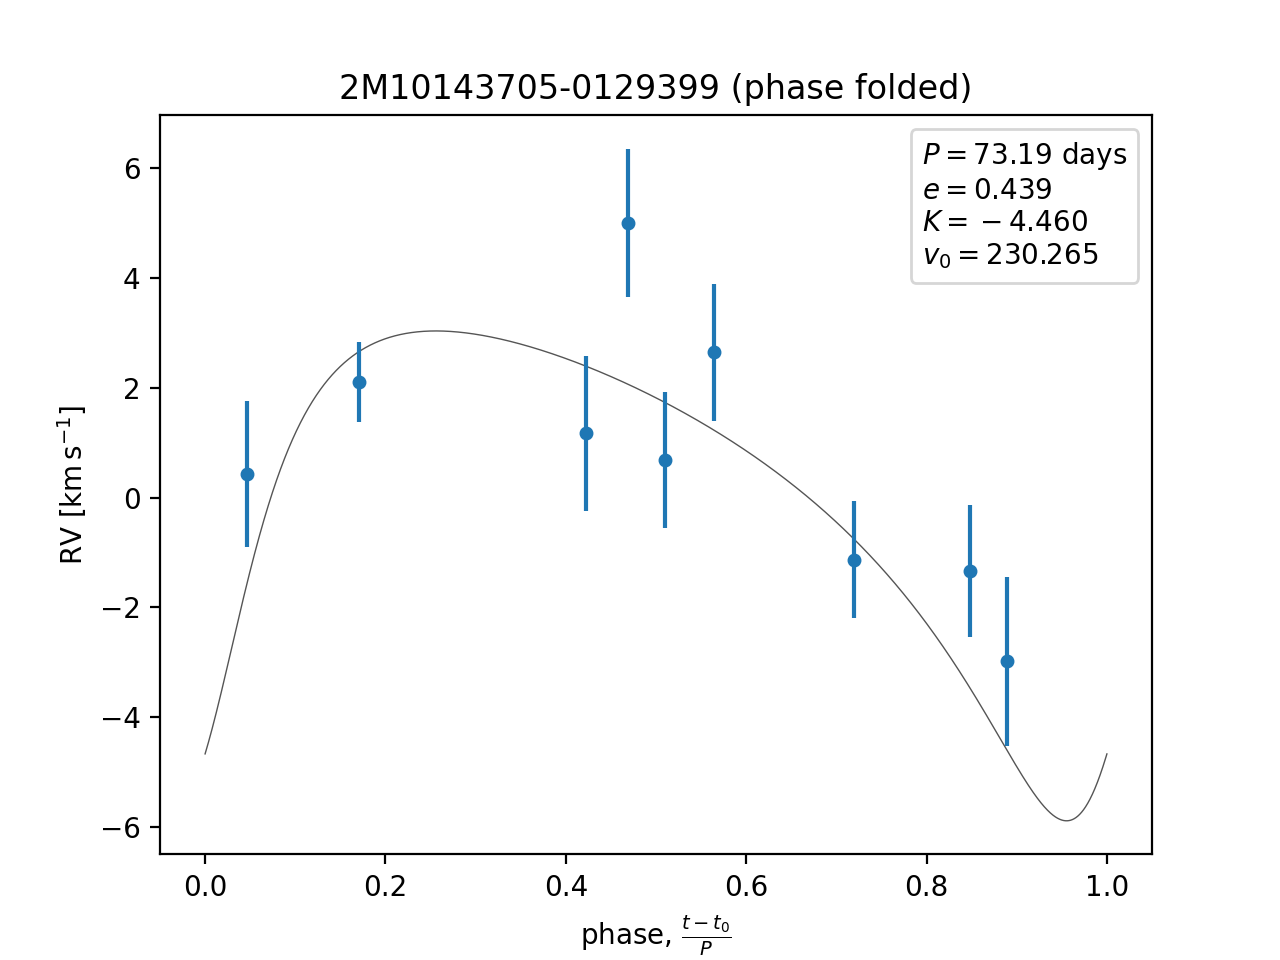 2M10143705-0129399 (phase folded)
P = 73.19 days
e = 0.439
K = −4.460
v₀ = 230.265
RV [km s⁻¹]
6
4
2
0
−2
−4
−6
0.0 0.2 0.4 0.6 0.8 1.0
phase, (t − t₀)/P